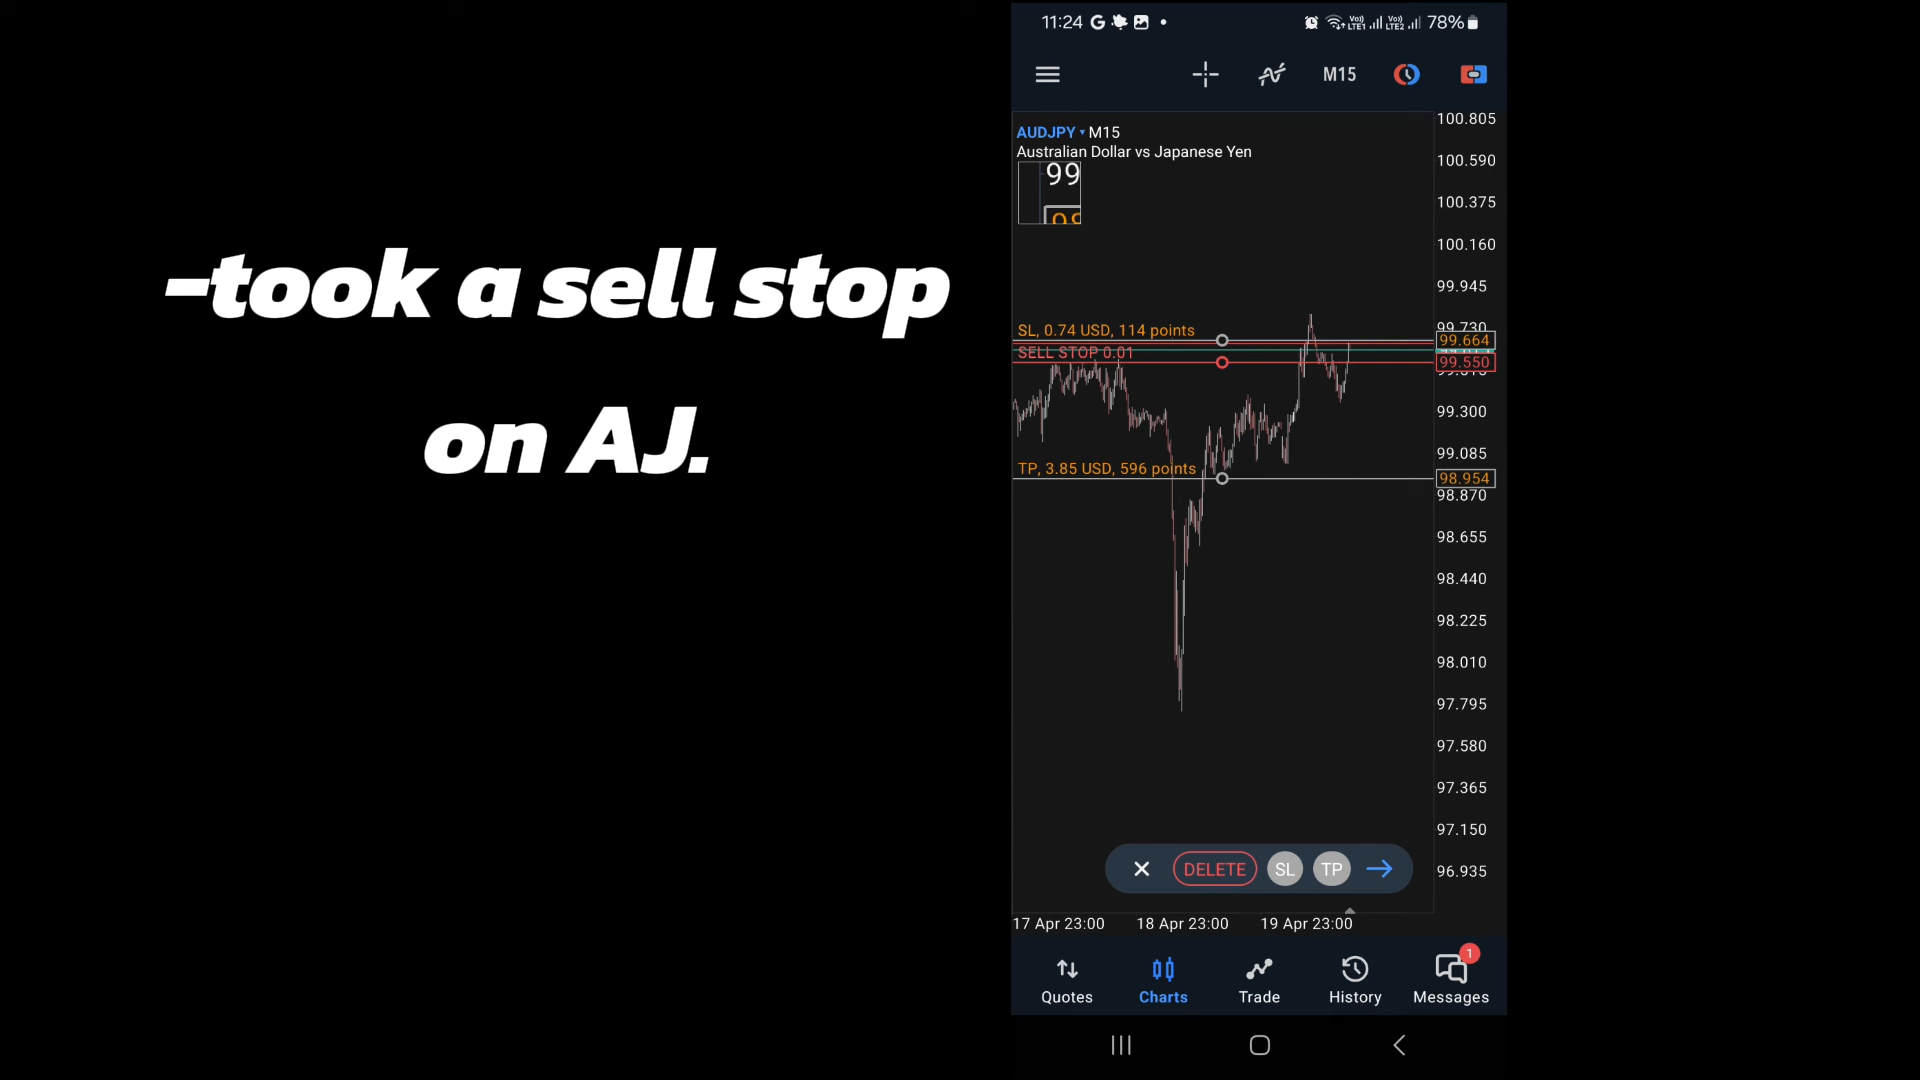 -took a sell stop
on AJ.
11:24
VoLTE1
VoLTE2
78%
M15
AUDJPY M15
Australian Dollar vs Japanese Yen
99
100.805
100.590
100.375
100.160
99.945
99.730
SL, 0.74 USD, 114 points
99.664
SELL STOP 0.01
99.550
99.300
99.085
TP, 3.85 USD, 596 points
98.954
98.870
98.655
98.440
98.225
98.010
97.795
97.580
97.365
97.150
96.935
DELETE SL TP
17 Apr 23:00 18 Apr 23:00 19 Apr 23:00
1
Quotes Charts Trade History Messages